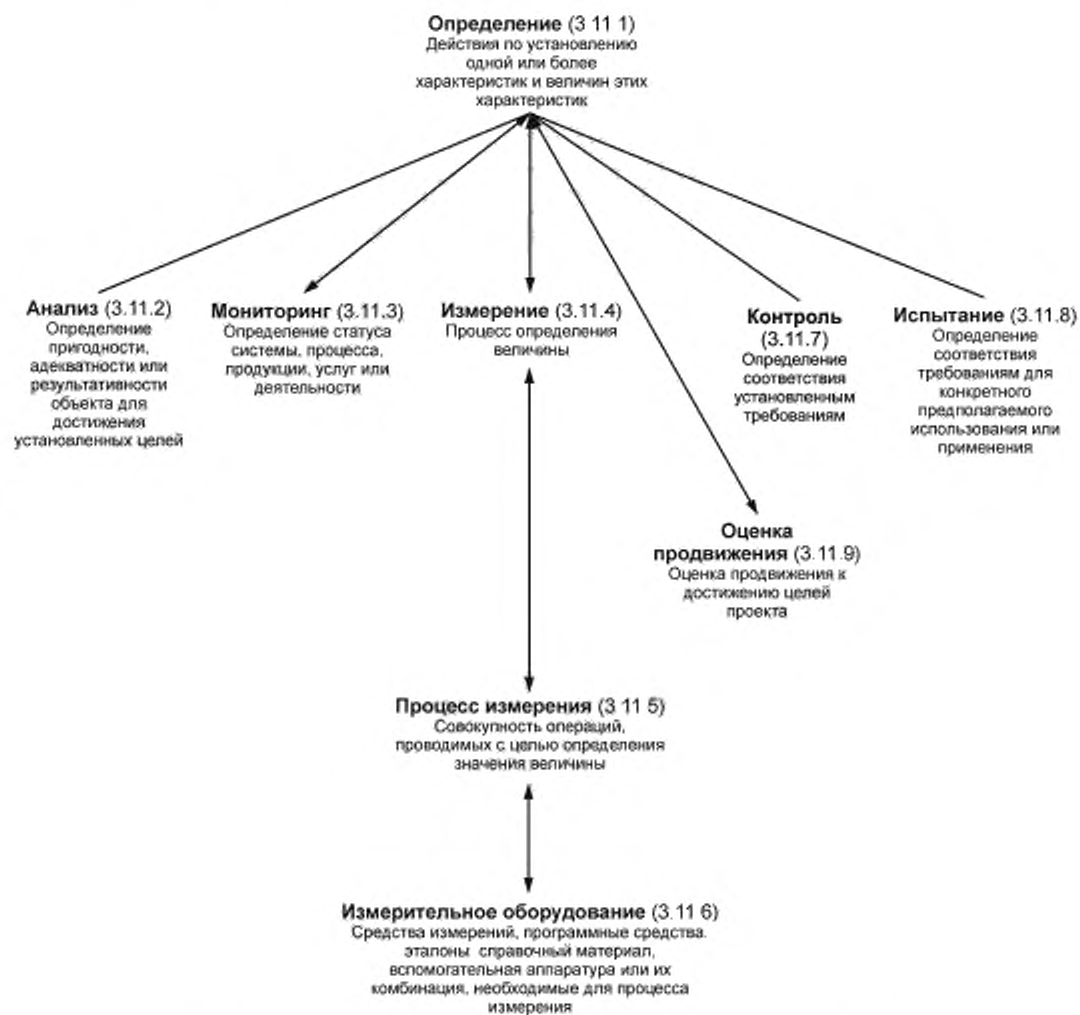 Определение (3 11 1)
Действия по установлению
одной или более
характеристик и величин этих
характеристик
Анализ (3.11.2)
Определение
пригодности,
адекватности или
результативности
объекта для
достижения
установленных целей
Мониторинг (3.11.3)
Определение статуса
системы, процесса,
продукции, услуг или
деятельности
Измерение (3.11.4)
Процесс определения
величины
Контроль
(3.11.7)
Определение
соответствия
установленным
требованиям
Испытание (3.11.8)
Определение
соответствия
требованиям для
конкретного
предполагаемого
использования или
применения
Оценка
продвижения (3.11.9)
Оценка продвижения к
достижению целей
проекта
Процесс измерения (3 11 5)
Совокупность операций,
проводимых с целью определения
значения величины
Измерительное оборудование (3.11 6)
Средства измерений, программные средства.
эталоны справочный материал,
вспомогательная аппаратура или их
комбинация, необходимые для процесса
измерения